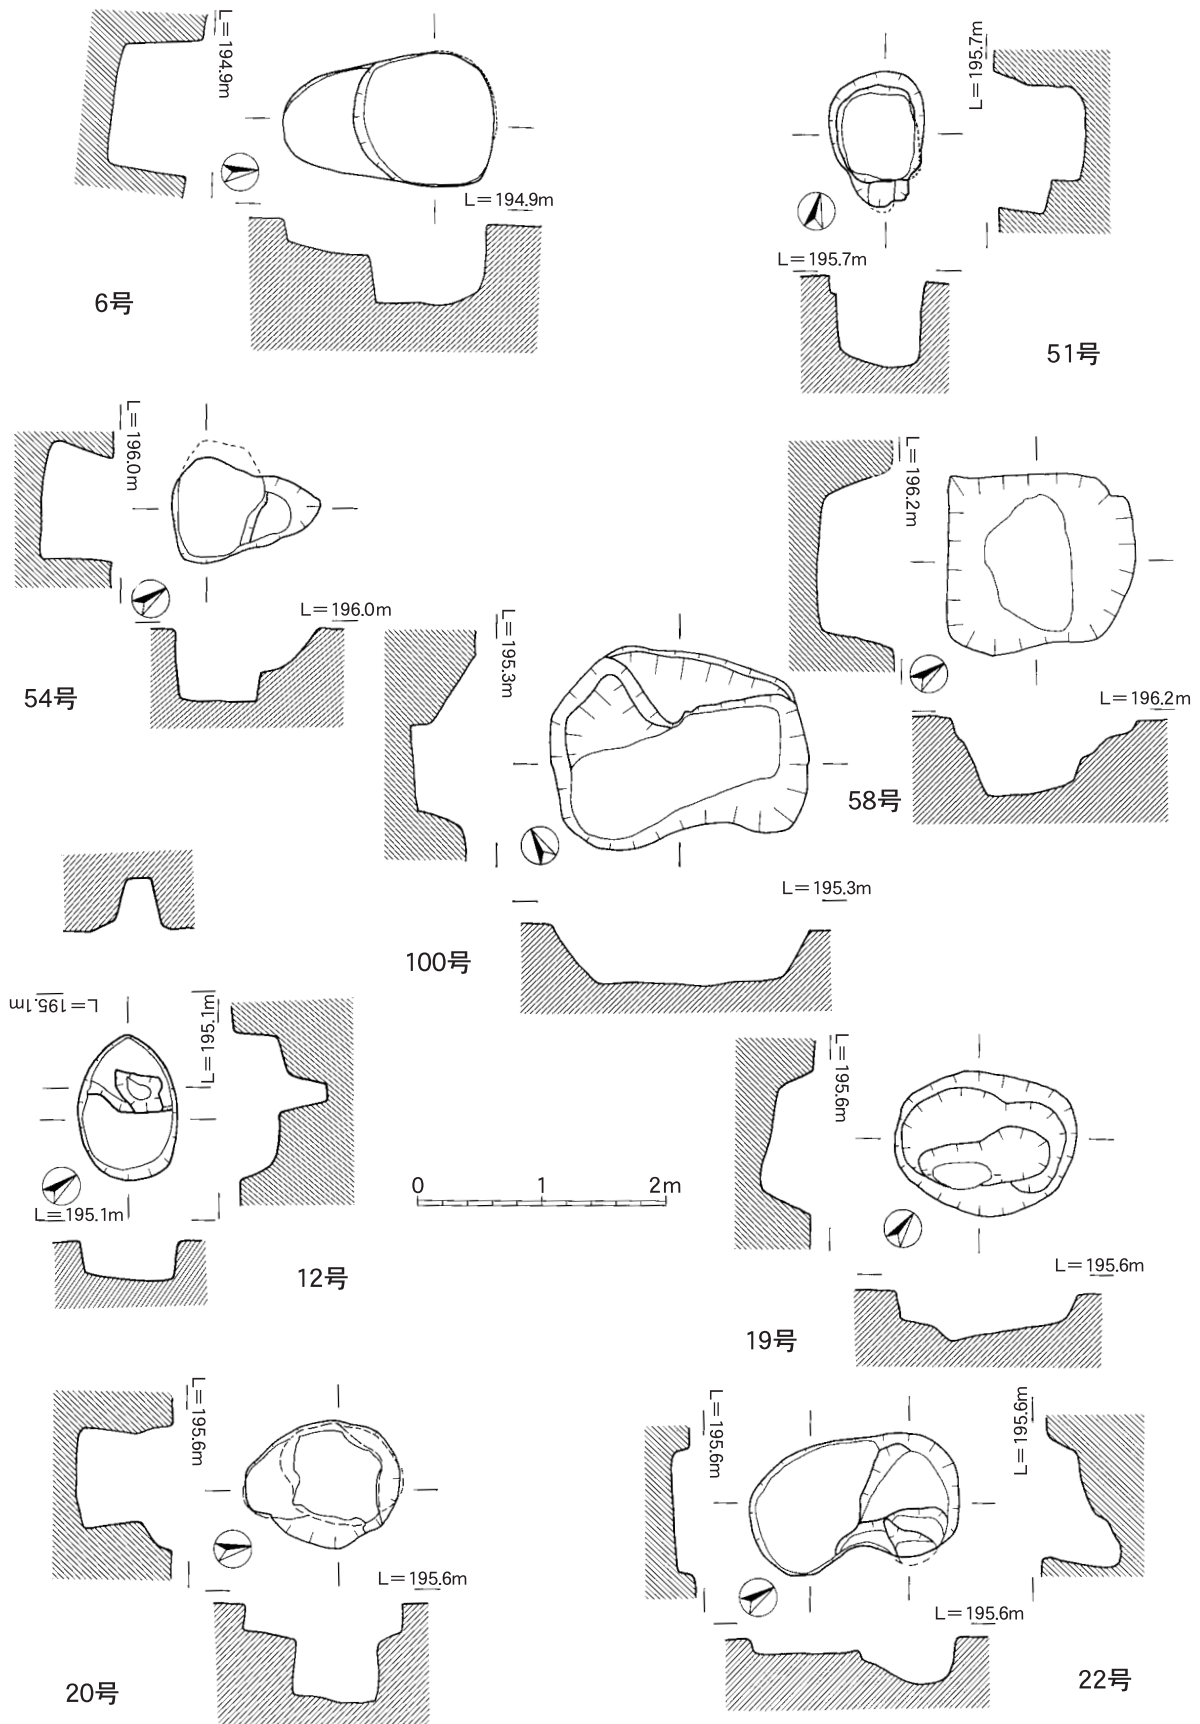 L=194.9m
L=194.9m
6号
L=195.7m
L=195.7m
51号
L=196.0m
L=196.0m
54号
L=196.2m
L=196.2m
58号
L=195.3m
L=195.3m
100号
L=195.1m
L=195.1m
L=195.1m
12号
0 1 2m
L=195.6m
L=195.6m
19号
L=195.6m
L=195.6m
20号
L=195.6m
L=195.6m
L=195.6m
22号